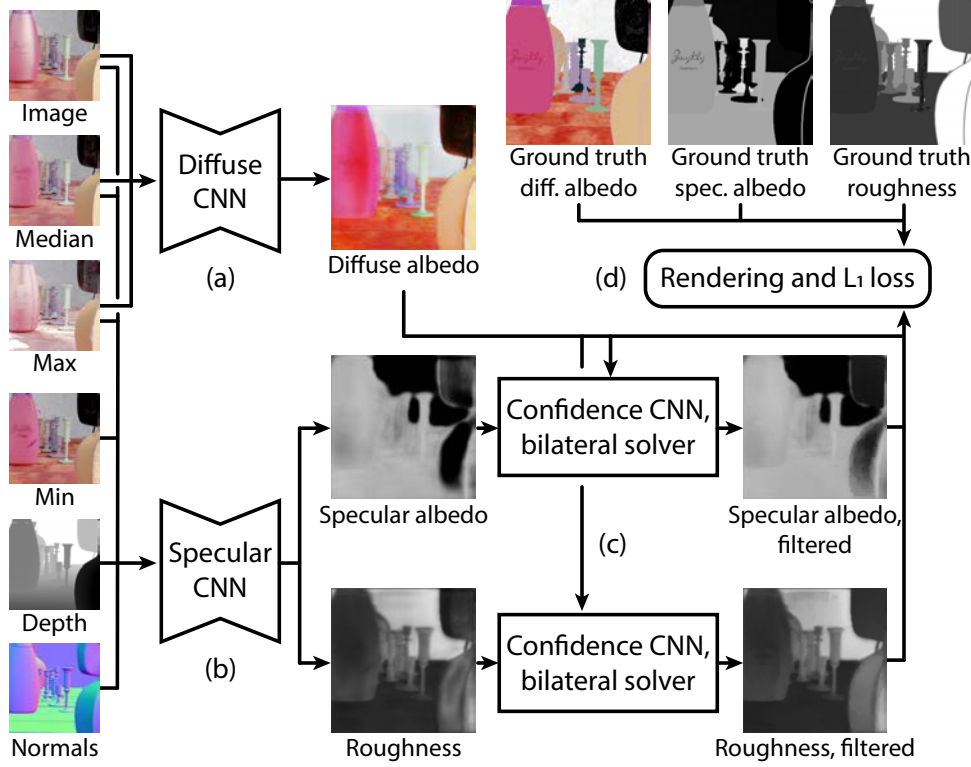 Image
Median
Max
Min
Depth
Normals
Diffuse
CNN
(a)
Diffuse albedo
Ground truth
diff. albedo
Ground truth
spec. albedo
Ground truth
roughness
(d)
Rendering and L₁ loss
Specular
CNN
(b)
Specular albedo
Confidence CNN,
bilateral solver
Specular albedo,
filtered
(c)
Roughness
Confidence CNN,
bilateral solver
Roughness, filtered